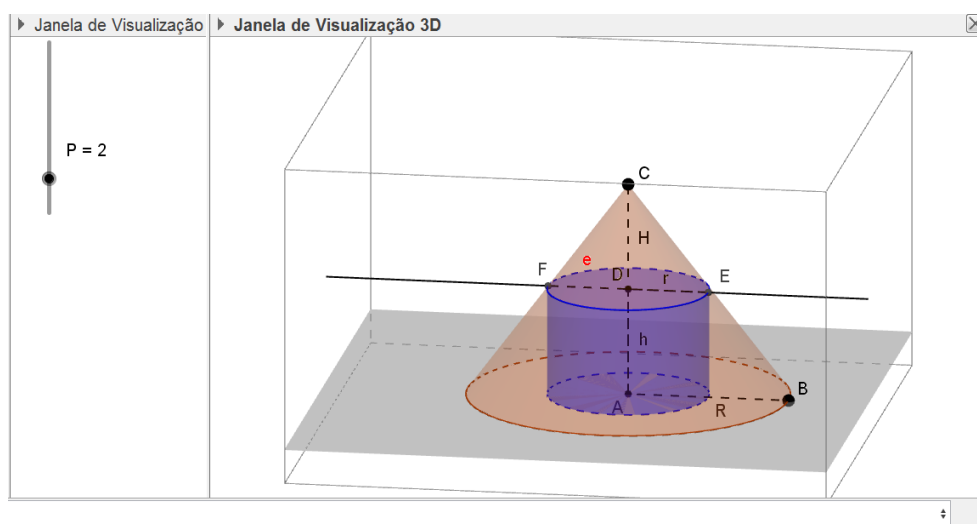 Janela de Visualização
Janela de Visualização 3D
P = 2
C
H
e
F
D
r
E
h
A
R
B